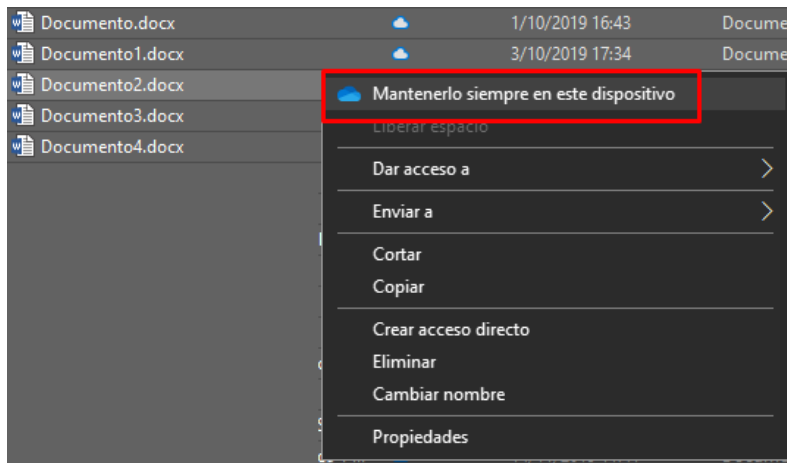 Documento.docx 1/10/2019 16:43 Docume
Documento1.docx 3/10/2019 17:34 Docume
Documento2.docx
Mantenerlo siempre en este dispositivo
Documento3.docx
Liberar espacio
Documento4.docx
Dar acceso a
Enviar a
Cortar
Copiar
Crear acceso directo
Eliminar
Cambiar nombre
Propiedades